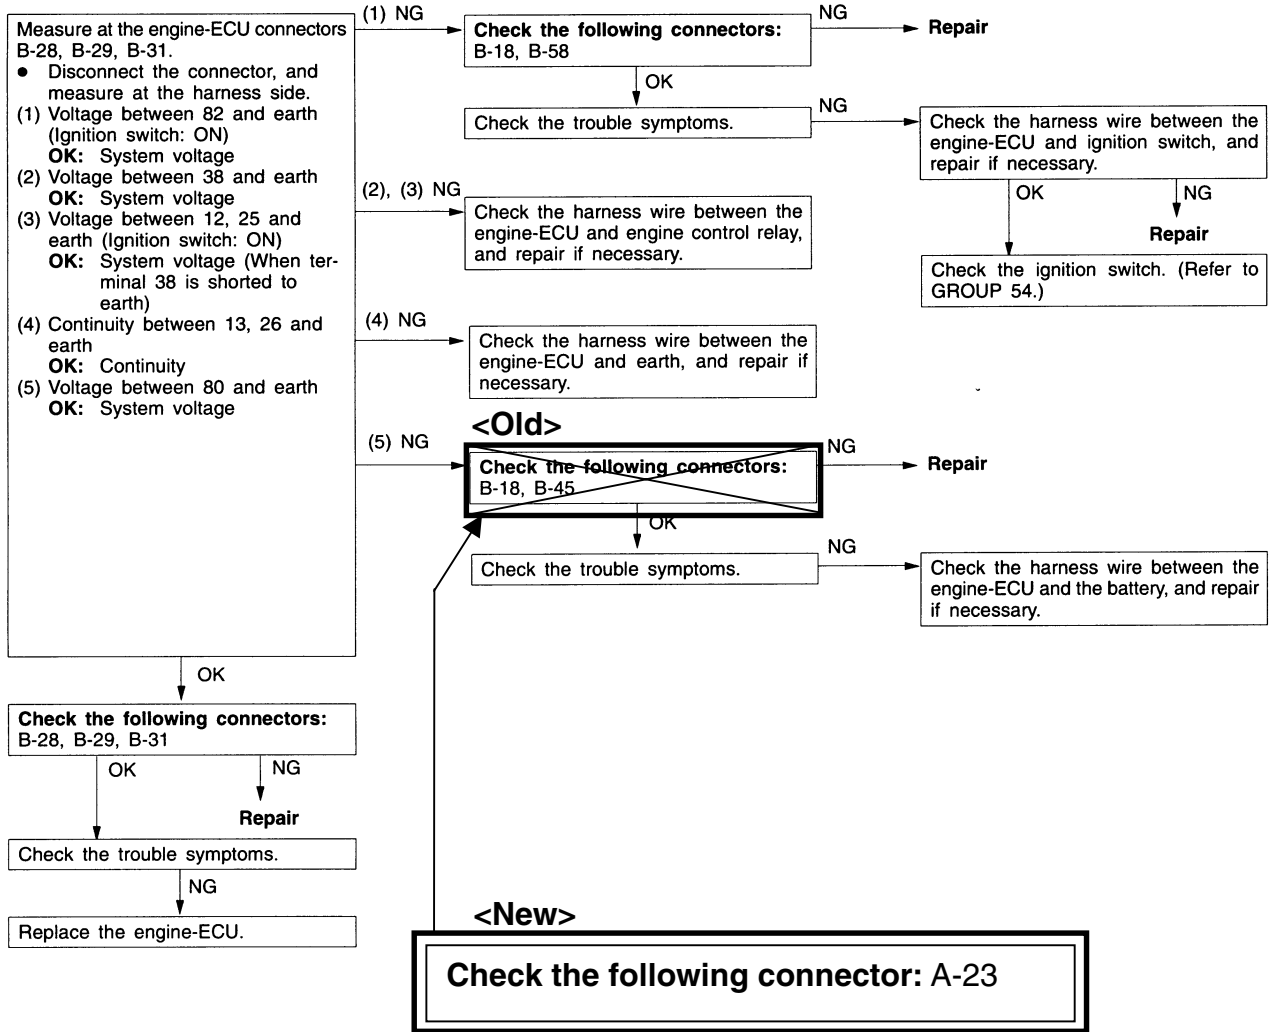 Measure at the engine-ECU connectors
B-28, B-29, B-31.
● Disconnect the connector, and
measure at the harness side.
(1) Voltage between 82 and earth
(Ignition switch: ON)
OK: System voltage
(2) Voltage between 38 and earth
OK: System voltage
(3) Voltage between 12, 25 and
earth (Ignition switch: ON)
OK: System voltage (When ter-
minal 38 is shorted to
earth)
(4) Continuity between 13, 26 and
earth
OK: Continuity
(5) Voltage between 80 and earth
OK: System voltage
(1) NG
Check the following connectors:
B-18, B-58
NG
Repair
OK
Check the trouble symptoms.
NG
Check the harness wire between the
engine-ECU and ignition switch, and
repair if necessary.
OK
NG
Repair
Check the ignition switch. (Refer to
GROUP 54.)
(2), (3) NG
Check the harness wire between the
engine-ECU and engine control relay,
and repair if necessary.
(4) NG
Check the harness wire between the
engine-ECU and earth, and repair if
necessary.
<Old>
(5) NG
Check the following connectors:
B-18, B-45
NG
Repair
OK
Check the trouble symptoms.
NG
Check the harness wire between the
engine-ECU and the battery, and repair
if necessary.
OK
Check the following connectors:
B-28, B-29, B-31
OK
NG
Repair
Check the trouble symptoms.
NG
Replace the engine-ECU.
<New>
Check the following connector: A-23